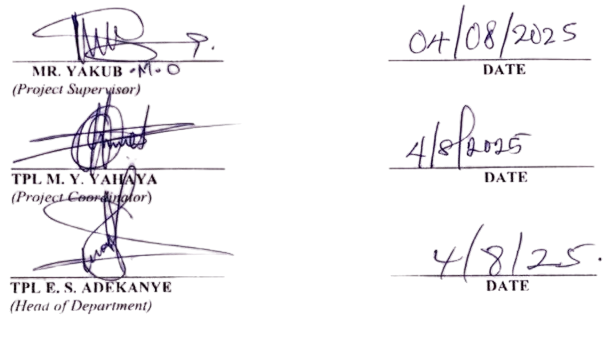 04/08/2025
MR. YAKUB .M.O DATE
(Project Supervisor)
4/8/2025
TPL M. Y. YAHAYA DATE
(Project Coordinator)
4/8/25.
TPL E. S. ADEKANYE DATE
(Head of Department)